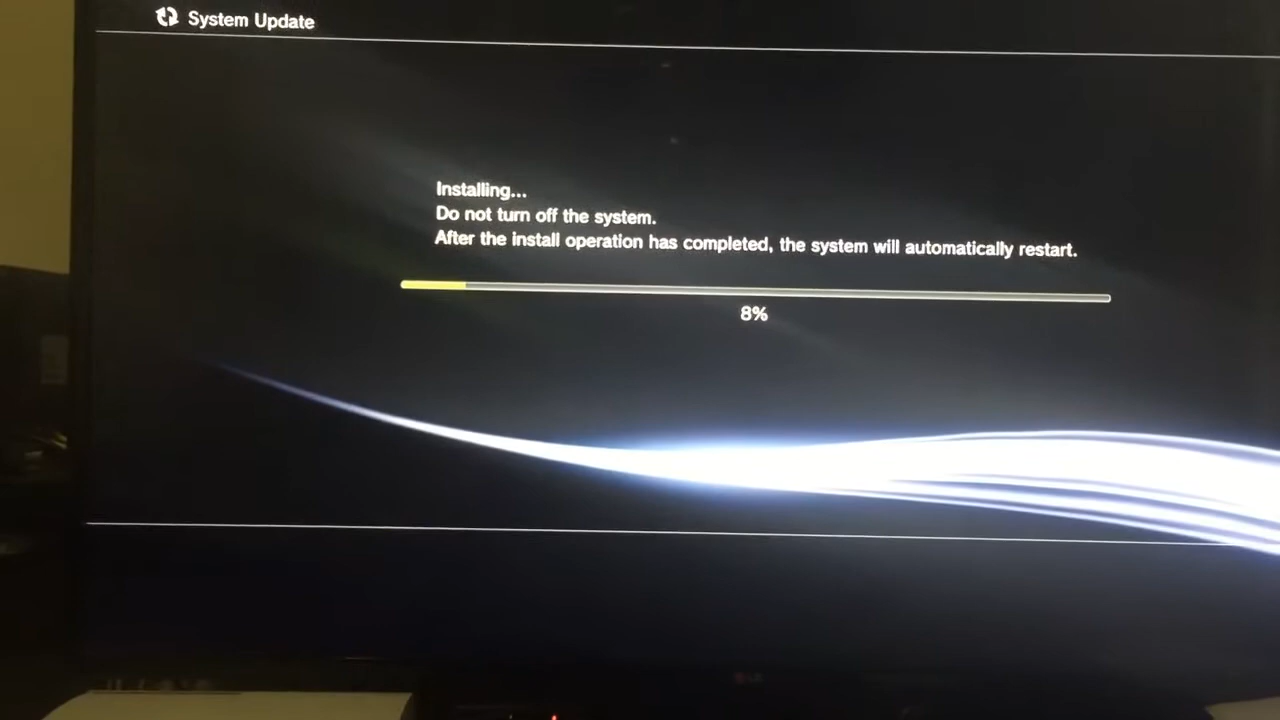 System Update
Installing...
Do not turn off the system.
After the install operation has completed, the system will automatically restart.
8%
LG